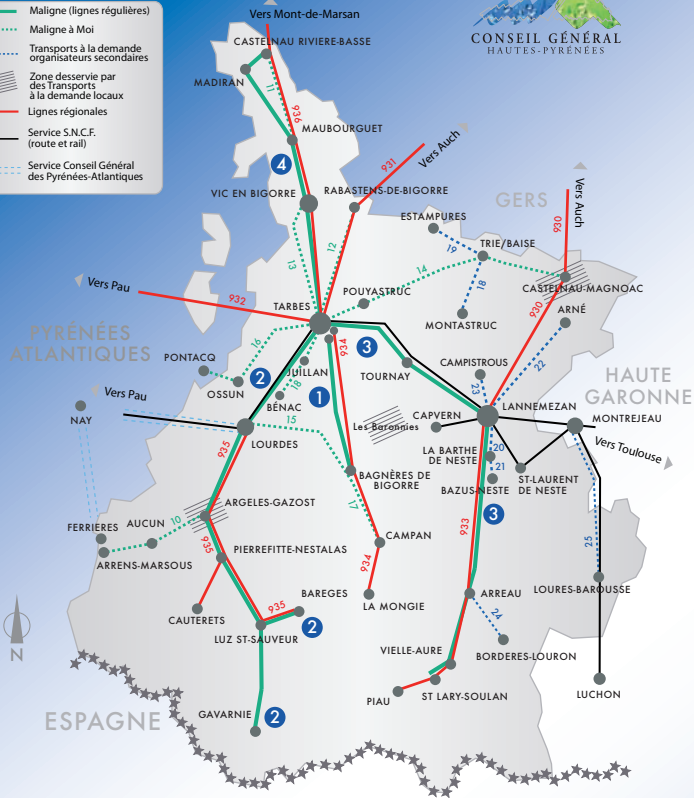 Maligne (lignes régulières)
Maligne à Moi
Transports à la demande
organisateurs secondaires
Zone desservie par
des Transports
à la demande locaux
Lignes régionales
Service S.N.C.F.
(route et rail)
Service Conseil Général
des Pyrénées-Atlantiques
CONSEIL GÉNÉRAL
HAUTES-PYRÉNÉES
Vers Mont-de-Marsan
CASTELNAU RIVIERE-BASSE
MADIRAN
11
936
MAUBOURGUET
4
931
Vers Auch
VIC EN BIGORRE
RABASTENS-DE-BIGORRE
ESTAMPURES
GERS
Vers Auch
930
19
TRIE/BAISE
12
13
14
18
CASTELNAU-MAGNOAC
Vers Pau
932
POUYASTRUC
TARBES
MONTASTRUC
930
ARNÉ
PYRÉNÉES
ATLANTIQUES
16
934
3
PONTACQ
JUILLAN
TOURNAY
CAMPISTROUS
22
2
OSSUN
18
BÉNAC
1
23
HAUTE
GARONNE
Vers Pau
NAY
15
Les Baronnies
CAPVERN
LANNEMEZAN
MONTREJEAU
LOURDES
Vers Toulouse
935
20
LA BARTHE
DE NESTE
21
BAGNÈRES DE
BIGORRE
BAZUS-NESTE
ST-LAURENT
DE NESTE
17
ARGELES-GAZOST
3
FERRIERES
AUCUN
10
933
CAMPAN
25
935
PIERREFITTE-NESTALAS
ARRENS-MARSOUS
934
LOURES-BAROUSSE
BAREGES
935
LA MONGIE
ARREAU
CAUTERETS
24
2
LUZ ST-SAUVEUR
VIELLE-AURE
BORDERES-LOURON
N
PIAU
ST LARY-SOULAN
LUCHON
ESPAGNE
GAVARNIE
2